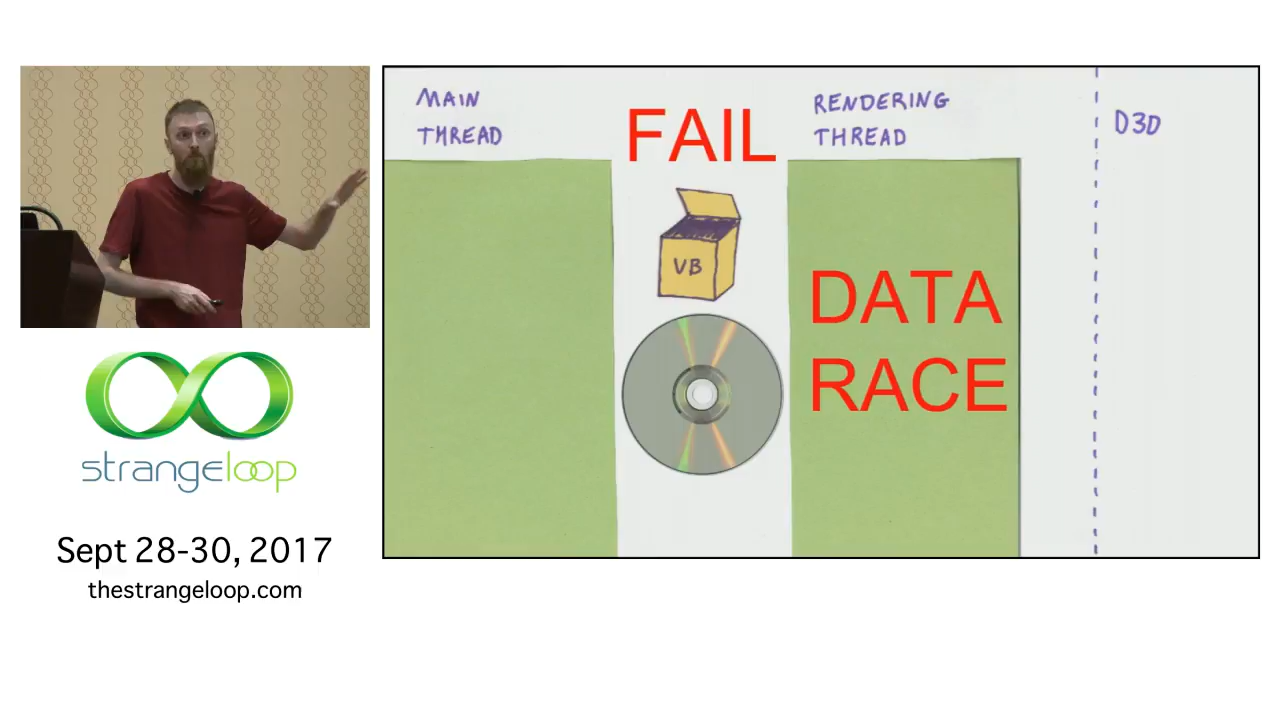 MAIN
THREAD
FAIL
RENDERING
THREAD
D3D
VB
DATA
RACE
strangeloop
Sept 28-30, 2017
thestrangeloop.com